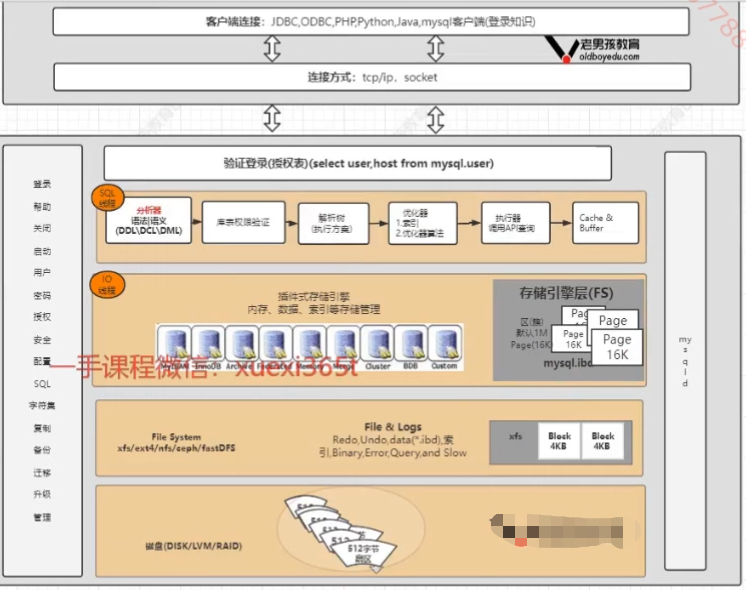 客户端连接：JDBC,ODBC,PHP,Python,Java,mysql客户端(登录知识)
老男孩教育
oldboyedu.com
连接方式：tcp/ip、socket
验证登录(授权表)(select user,host from mysql.user)
登录
帮助
关闭
启动
用户
密码
授权
安全
配置
SQL
字符集
复制
备份
迁移
升级
管理
SQL
线程
分析器
语法\语义
(DDL\DCL\DML)
库表权限验证
解析树
(执行方案)
优化器
1.索引
2.优化器算法
执行器
调用API查询
Cache &
Buffer
IO
线程
插件式存储引擎
内存、数据、索引等存储管理
MyISAM
InnoDB
Archive
Federated
Memory
Merge
Cluster
BDB
Custom
一手课程微信：xuexi365t
存储引擎层(FS)
区(簇)
默认1M
Page(16K)
Page
Page
16K
Page
Page
16K
mysql.ibd
File System
xfs/ext4/nfs/ceph/fastDFS
File & Logs
Redo,Undo,data(*.ibd),索
引,Binary,Error,Query,and Slow
xfs
Block
4KB
Block
4KB
磁盘(DISK/LVM/RAID)
512字节
扇区
my
s
q
l
d